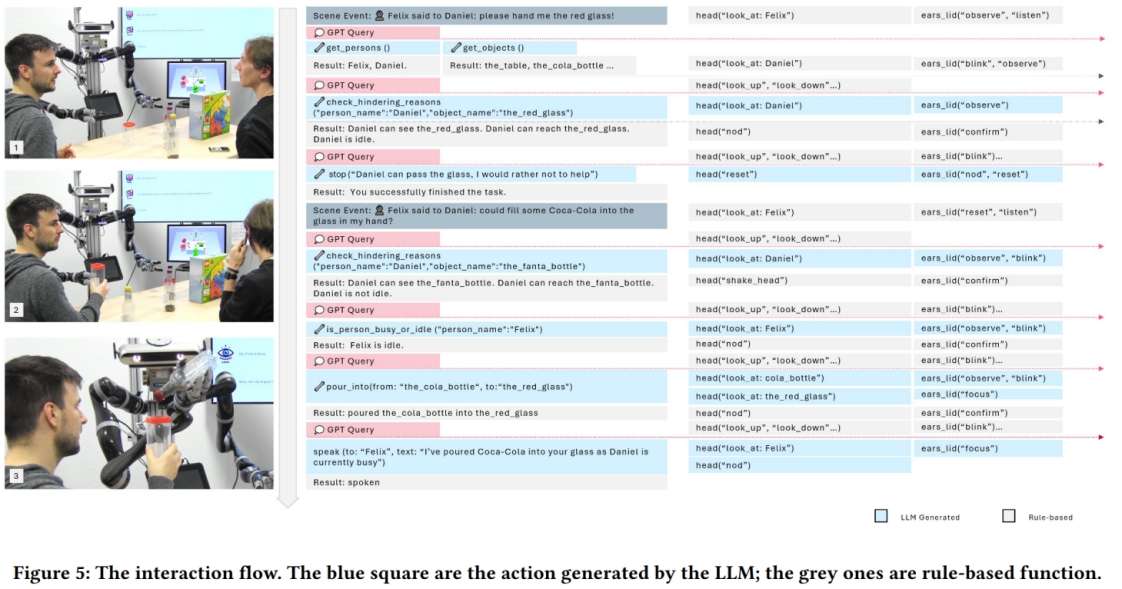 Scene Event: Felix said to Daniel: please hand me the red glass! head("look_at: Felix") ears_lid("observe", "listen")
GPT Query
get_persons () get_objects ()
Result: Felix, Daniel. Result: the_table, the_cola_bottle ... head("look_at: Daniel") ears_lid("blink", "observe")
GPT Query head("look_up", "look_down"...)
check_hindering_reasons
("person_name":"Daniel","object_name":"the_red_glass") head("look_at: Daniel") ears_lid("observe")
Result: Daniel can see the_red_glass. Daniel can reach the_red_glass.
Daniel is idle. head("nod") ears_lid("confirm")
GPT Query head("look_up", "look_down"...) ears_lid("blink")...
stop("Daniel can pass the glass, I would rather not to help") head("reset") ears_lid("nod", "reset")
Result: You successfully finished the task.
Scene Event: Felix said to Daniel: could fill some Coca-Cola into the
glass in my hand? head("look_at: Felix") ears_lid("reset", "listen")
GPT Query head("look_up", "look_down"...)
check_hindering_reasons
("person_name":"Daniel","object_name":"the_fanta_bottle") head("look_at: Daniel") ears_lid("observe", "blink")
Result: Daniel can see the_fanta_bottle. Daniel can reach the_fanta_bottle.
Daniel is not idle. head("shake_head") ears_lid("confirm")
GPT Query head("look_up", "look_down"...) ears_lid("blink")...
is_person_busy_or_idle ("person_name":"Felix") head("look_at: Felix") ears_lid("observe", "blink")
Result: Felix is idle. head("nod") ears_lid("confirm")
GPT Query head("look_up", "look_down"...) ears_lid("blink")...
pour_into(from: "the_cola_bottle", to:"the_red_glass") head("look_at: cola_bottle") ears_lid("observe", "blink")
head("look_at: the_red_glass") ears_lid("focus")
Result: poured the_cola_bottle into the_red_glass head("nod") ears_lid("confirm")
GPT Query head("look_up", "look_down"...) ears_lid("blink")...
speak (to: "Felix", text: "I've poured Coca-Cola into your glass as Daniel is
currently busy") head("look_at: Felix") ears_lid("focus")
head("nod")
Result: spoken
1
2
3
LLM Generated Rule-based
Figure 5: The interaction flow. The blue square are the action generated by the LLM; the grey ones are rule-based function.